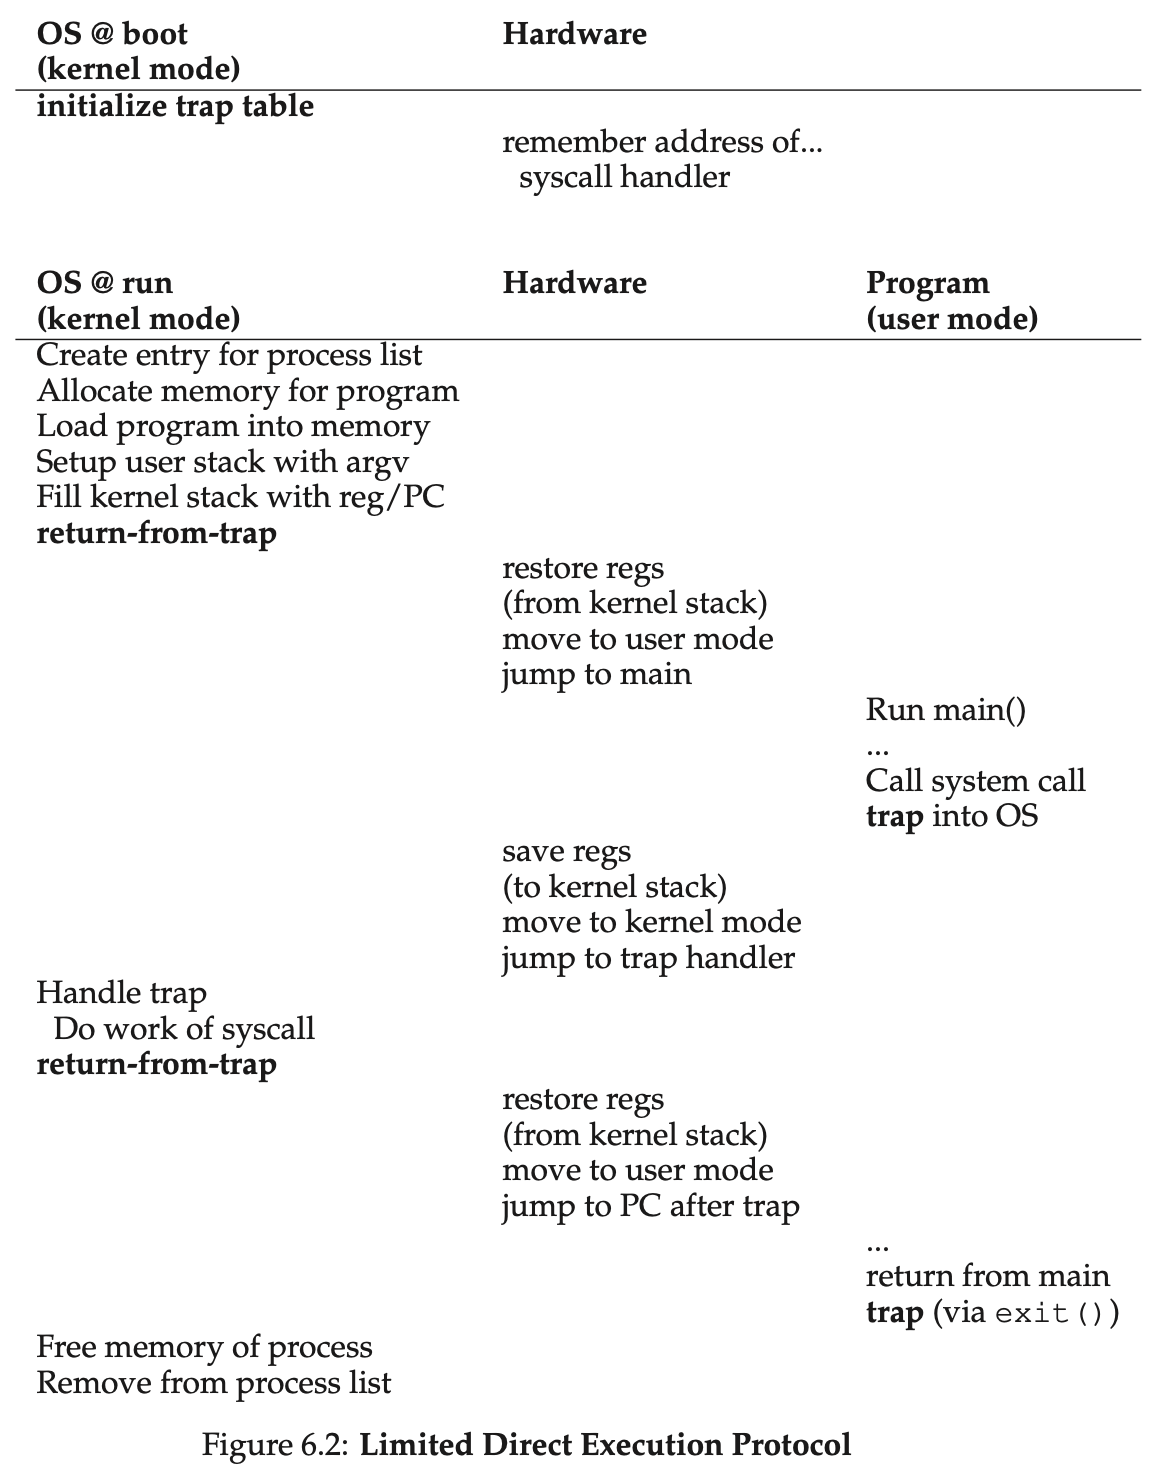 OS @ boot Hardware
(kernel mode)
initialize trap table
remember address of...
syscall handler
OS @ run Hardware Program
(kernel mode) (user mode)
Create entry for process list
Allocate memory for program
Load program into memory
Setup user stack with argv
Fill kernel stack with reg/PC
return-from-trap
restore regs
(from kernel stack)
move to user mode
jump to main
Run main()
...
Call system call
trap into OS
save regs
(to kernel stack)
move to kernel mode
jump to trap handler
Handle trap
Do work of syscall
return-from-trap
restore regs
(from kernel stack)
move to user mode
jump to PC after trap
...
return from main
trap (via exit())
Free memory of process
Remove from process list
Figure 6.2: Limited Direct Execution Protocol